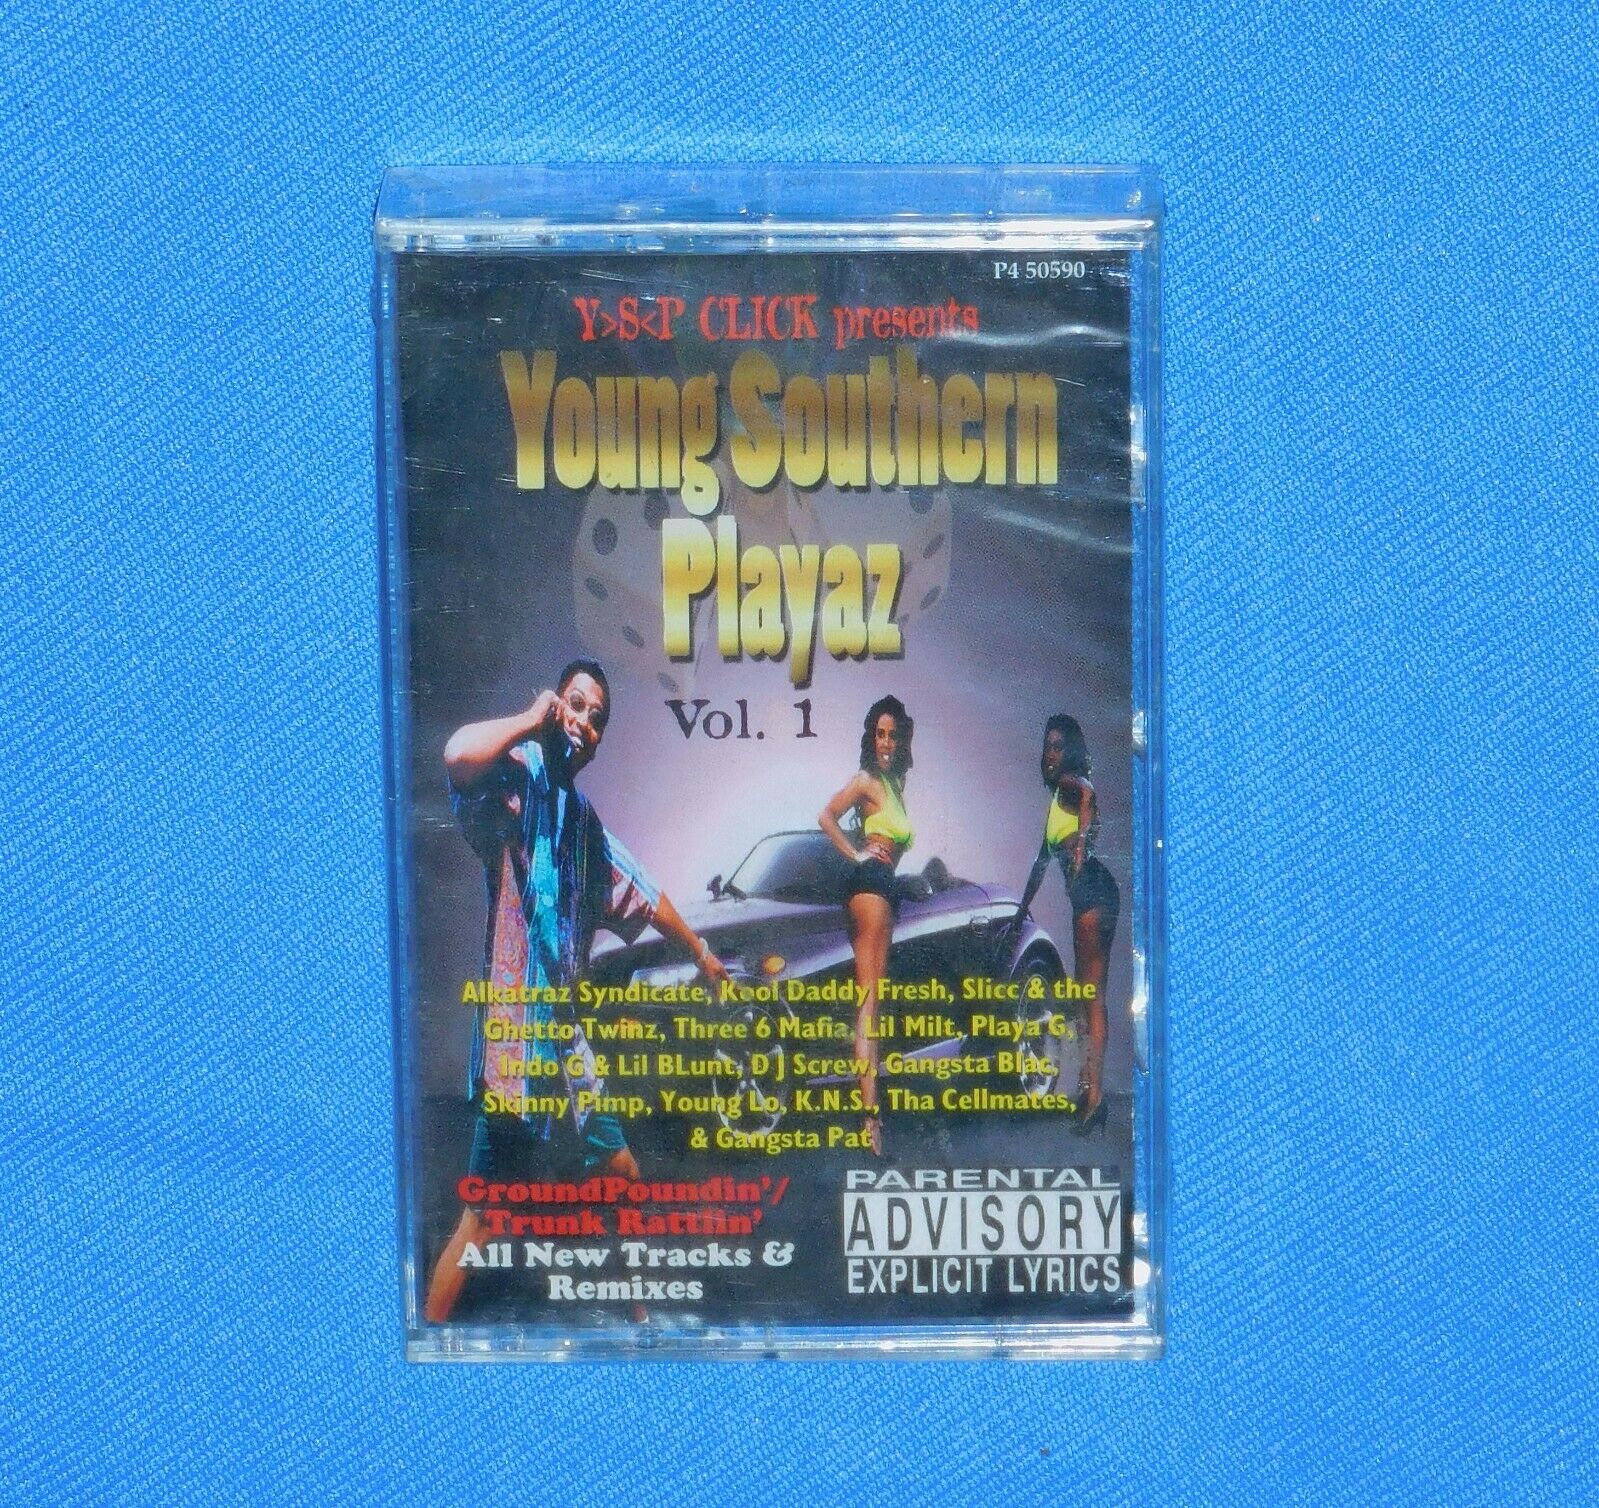 P4 50590
Y>S<P CLICK presents
Young Southern
Playaz
Vol. 1
Alkatraz Syndicate, Kool Daddy Fresh, Slicc & the
Ghetto Twinz, Three 6 Mafia, Lil Milt, Playa G,
Indo G & Lil BLunt, D J Screw, Gangsta Blac,
Skinny Pimp, Young Lo, K.N.S., Tha Cellmates,
& Gangsta Pat
GroundPoundin'/
Trunk Rattlin'
All New Tracks &
Remixes
PARENTAL
ADVISORY
EXPLICIT LYRICS